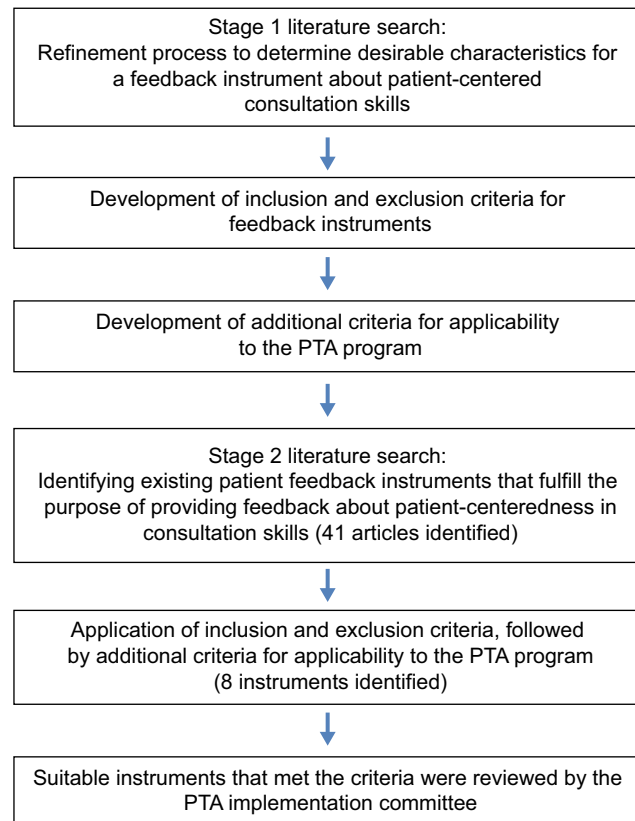 Stage 1 literature search:
Refinement process to determine desirable characteristics for
a feedback instrument about patient-centered
consultation skills
Development of inclusion and exclusion criteria for
feedback instruments
Development of additional criteria for applicability
to the PTA program
Stage 2 literature search:
Identifying existing patient feedback instruments that fulfill the
purpose of providing feedback about patient-centeredness in
consultation skills (41 articles identified)
Application of inclusion and exclusion criteria, followed
by additional criteria for applicability to the PTA program
(8 instruments identified)
Suitable instruments that met the criteria were reviewed by the
PTA implementation committee